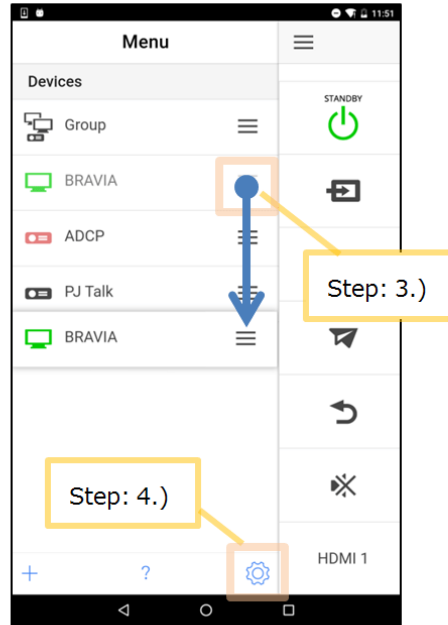 11:51
Menu
Devices
STANDBY
Group
BRAVIA
ADCP
Step: 3.)
PJ Talk
BRAVIA
Step: 4.)
HDMI 1
+
?